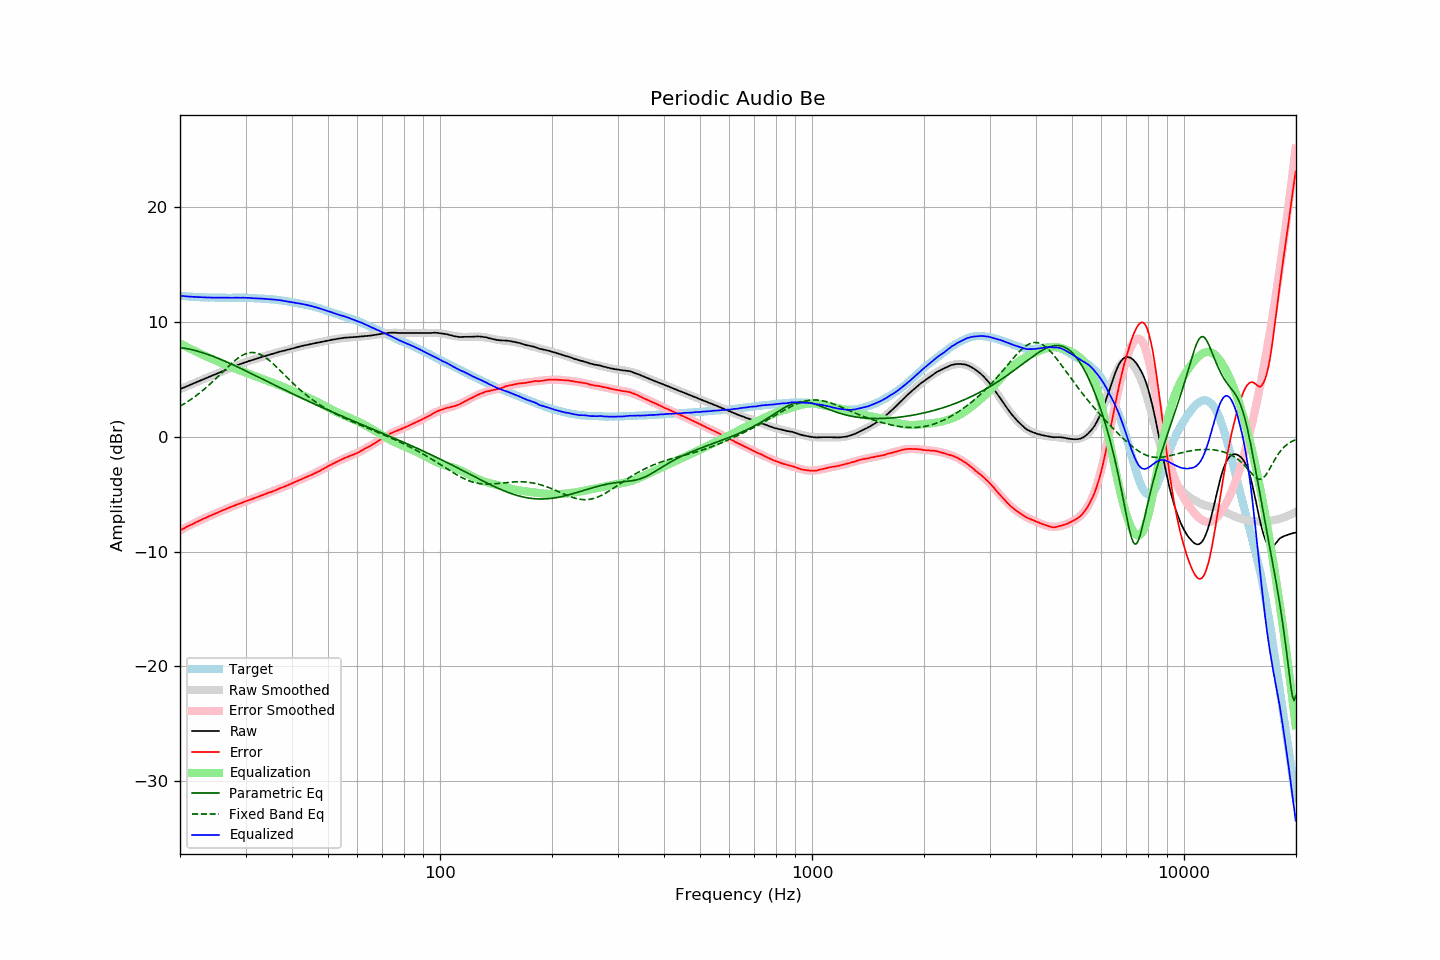 Periodic Audio Be
Amplitude (dBr)
20
10
0
−10
−20
−30
Target
Raw Smoothed
Error Smoothed
Raw
Error
Equalization
Parametric Eq
Fixed Band Eq
Equalized
100 1000 10000
Frequency (Hz)